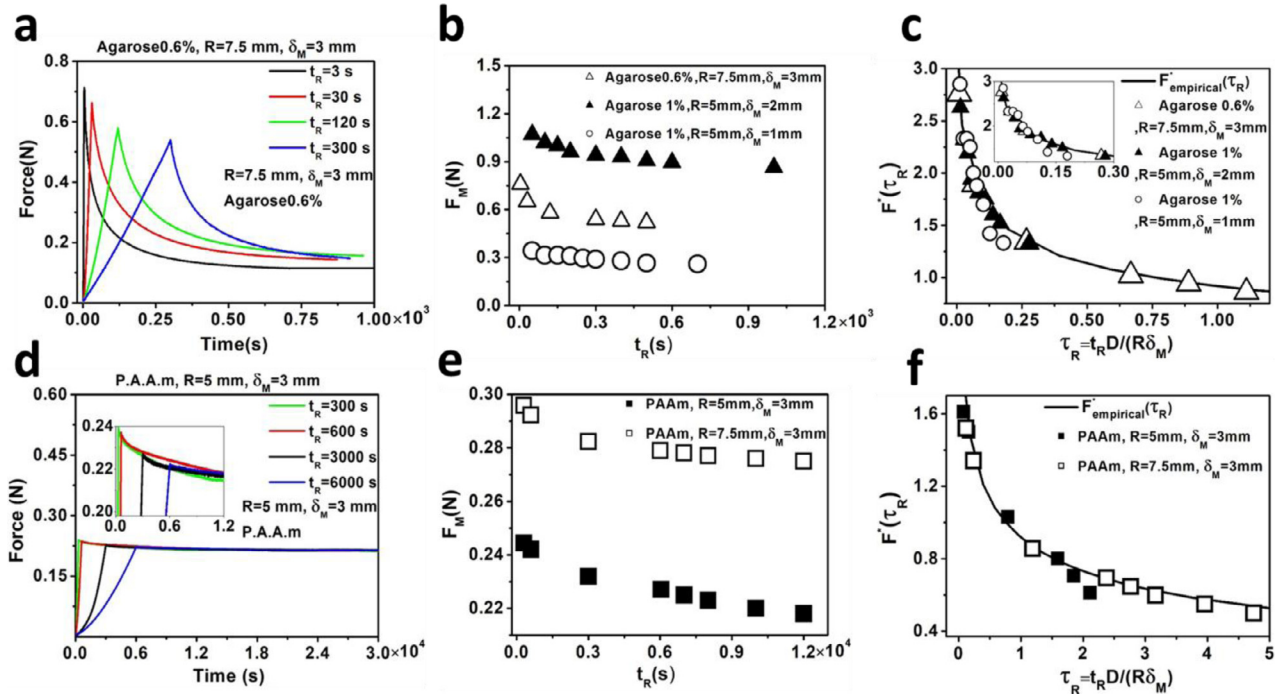 a
Agarose0.6%, R=7.5 mm, δM=3 mm
0.8
0.6
0.4
0.2
0.0
Force(N)
tR=3 s
tR=30 s
tR=120 s
tR=300 s
R=7.5 mm, δM=3 mm
Agarose0.6%
0.00 0.25 0.50 0.75 1.00×10³
Time(s)
b
1.5
1.2
0.9
0.6
0.3
0.0
FM(N)
Agarose0.6%,R=7.5mm,δM=3mm
Agarose 1%,R=5mm,δM=2mm
Agarose 1%,R=5mm,δM=1mm
0.0 0.3 0.6 0.9 1.2×10³
tR(s)
c
3.0
2.5
2.0
1.5
1.0
F*(τR)
3
2
0.00 0.15 0.30
F*empirical(τR)
Agarose 0.6%
,R=7.5mm,δM=3mm
Agarose 1%
,R=5mm,δM=2mm
Agarose 1%
,R=5mm,δM=1mm
0.00 0.25 0.50 0.75 1.00
τR=tRD/(RδM)
d
P.A.A.m, R=5 mm, δM=3 mm
0.60
0.45
0.30
0.15
Force (N)
0.24
0.22
0.20
0.0 0.6 1.2
tR=300 s
tR=600 s
tR=3000 s
tR=6000 s
R=5 mm, δM=3 mm
P.A.A.m
0.0 0.6 1.2 1.8 2.4 3.0×10⁴
Time (s)
e
0.30
0.28
0.26
0.24
0.22
FM(N)
PAAm, R=5mm,δM=3mm
PAAm, R=7.5mm,δM=3mm
0.0 0.3 0.6 0.9 1.2×10⁴
tR(s)
f
1.6
1.2
0.8
0.4
F*(τR)
F*empirical(τR)
PAAm, R=5mm, δM=3mm
PAAm, R=7.5mm, δM=3mm
0 1 2 3 4 5
τR=tRD/(RδM)